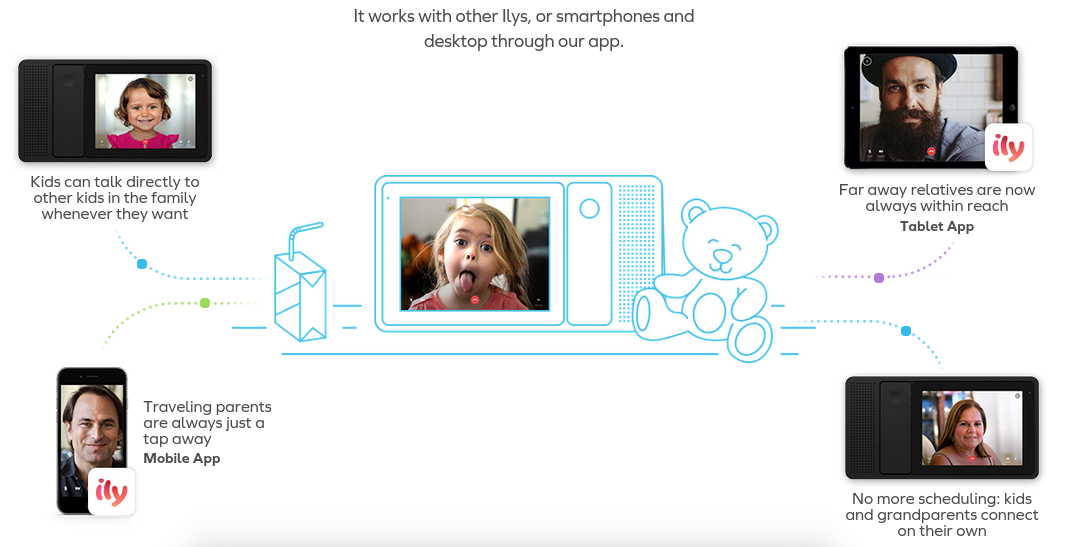 It works with other Ilys, or smartphones and
desktop through our app.
Kids can talk directly to
other kids in the family
whenever they want
ily
Far away relatives are now
always within reach
Tablet App
Traveling parents
are always just a
tap away
Mobile App
ily
No more scheduling: kids
and grandparents connect
on their own